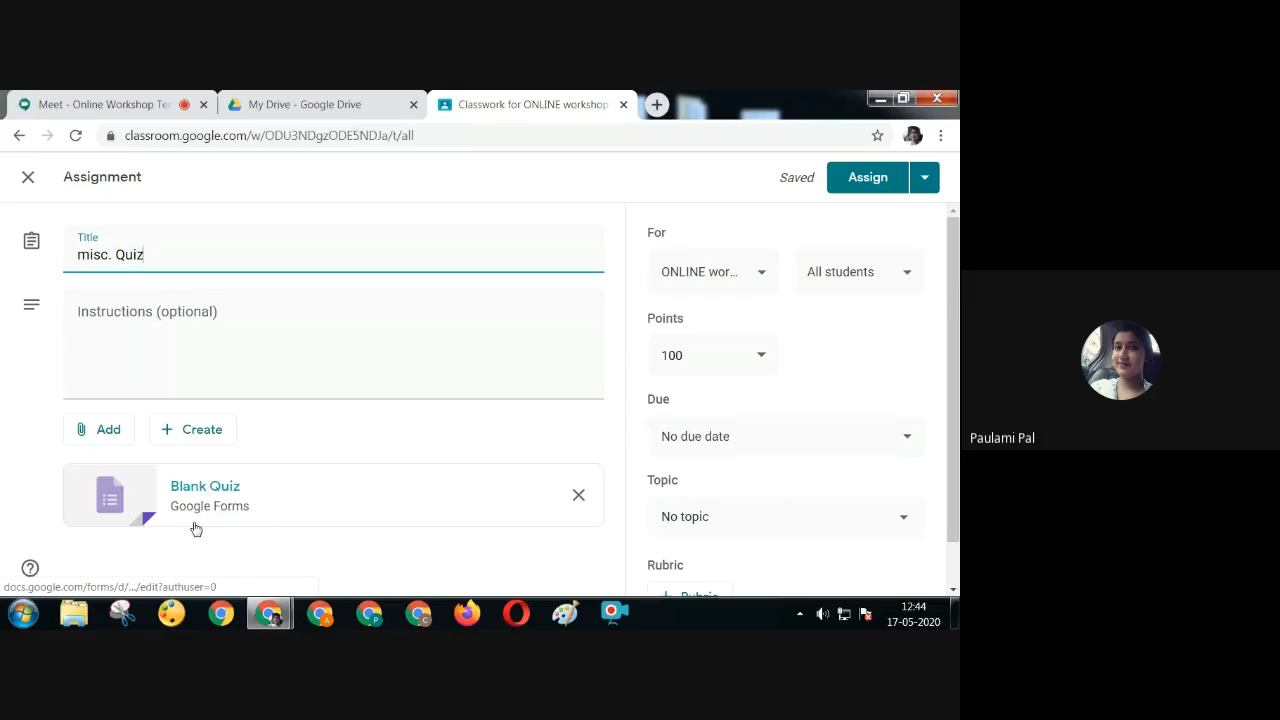 Meet - Online Workshop Tec
My Drive - Google Drive
Classwork for ONLINE workshop
classroom.google.com/w/ODU3NDgzODE5NDJa/t/all
Assignment
Saved
Assign
Title
misc. Quiz
Instructions (optional)
Add
Create
Blank Quiz
Google Forms
For
ONLINE wor...
All students
Points
100
Due
No due date
Topic
No topic
Rubric
Rubric
docs.google.com/forms/d/.../edit?authuser=0
A
P
C
12:44
17-05-2020
Paulami Pal